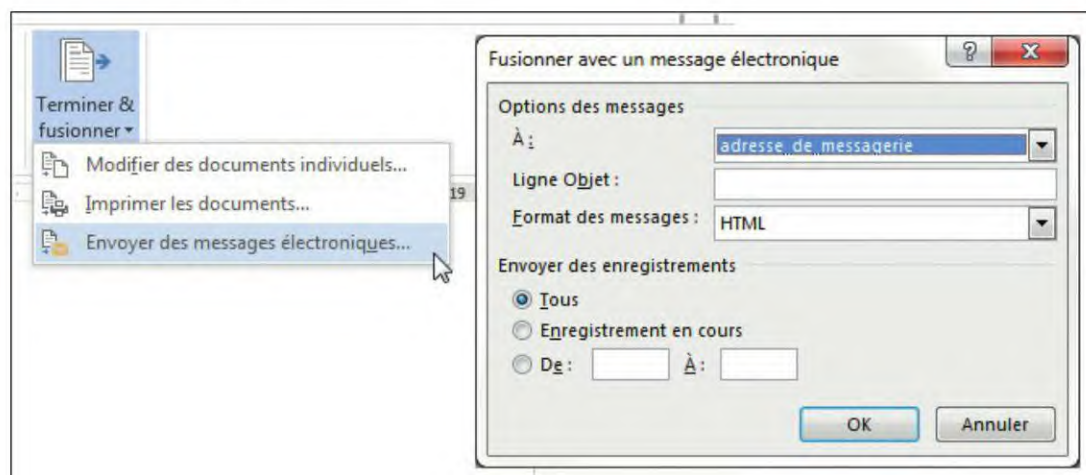 Terminer &
fusionner
Modifier des documents individuels...
Imprimer les documents...
Envoyer des messages électroniques...
19
Fusionner avec un message électronique
?
Options des messages
À :
adresse_de_messagerie
Ligne Objet :
Format des messages :
HTML
Envoyer des enregistrements
Tous
Enregistrement en cours
De :
À :
OK
Annuler